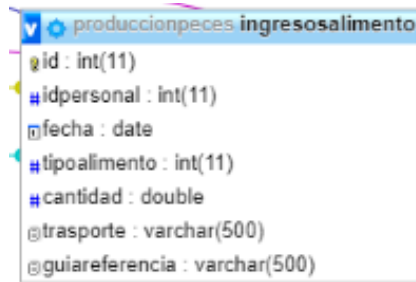 v produccionpeces ingresosalimento
id : int(11)
#idpersonal : int(11)
fecha : date
#tipoalimento : int(11)
#cantidad : double
trasporte : varchar(500)
guiareferencia : varchar(500)